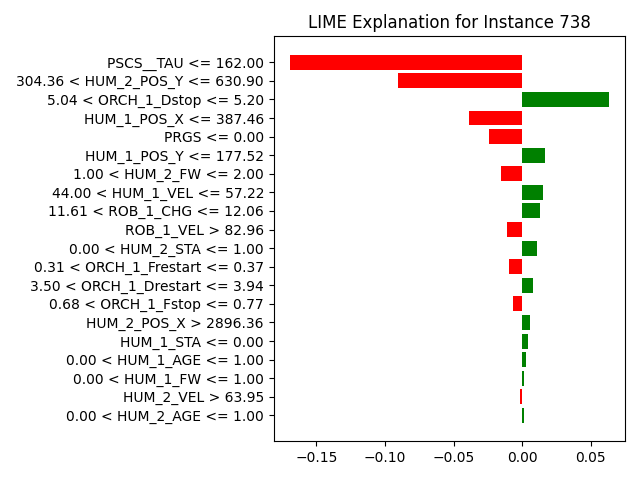 LIME Explanation for Instance 738
PSCS__TAU <= 162.00
304.36 < HUM_2_POS_Y <= 630.90
5.04 < ORCH_1_Dstop <= 5.20
HUM_1_POS_X <= 387.46
PRGS <= 0.00
HUM_1_POS_Y <= 177.52
1.00 < HUM_2_FW <= 2.00
44.00 < HUM_1_VEL <= 57.22
11.61 < ROB_1_CHG <= 12.06
ROB_1_VEL > 82.96
0.00 < HUM_2_STA <= 1.00
0.31 < ORCH_1_Frestart <= 0.37
3.50 < ORCH_1_Drestart <= 3.94
0.68 < ORCH_1_Fstop <= 0.77
HUM_2_POS_X > 2896.36
HUM_1_STA <= 0.00
0.00 < HUM_1_AGE <= 1.00
0.00 < HUM_1_FW <= 1.00
HUM_2_VEL > 63.95
0.00 < HUM_2_AGE <= 1.00
−0.15 −0.10 −0.05 0.00 0.05